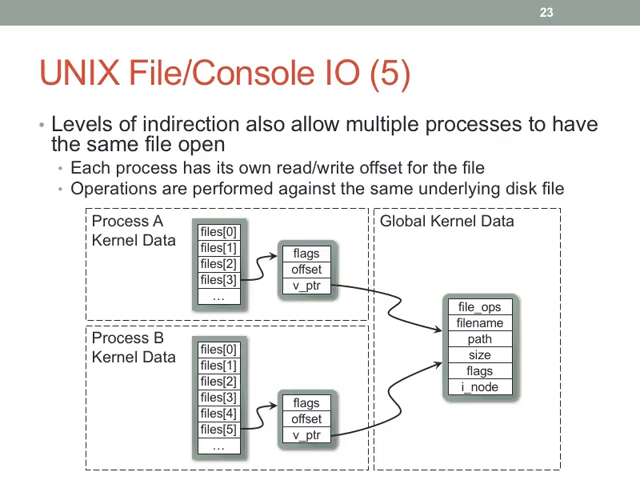 23
UNIX File/Console IO (5)
• Levels of indirection also allow multiple processes to have
the same file open
• Each process has its own read/write offset for the file
• Operations are performed against the same underlying disk file
Process A
Kernel Data
files[0]
files[1]
files[2]
files[3]
…
flags
offset
v_ptr
Global Kernel Data
file_ops
filename
path
size
flags
i_node
Process B
Kernel Data
files[0]
files[1]
files[2]
files[3]
files[4]
files[5]
…
flags
offset
v_ptr